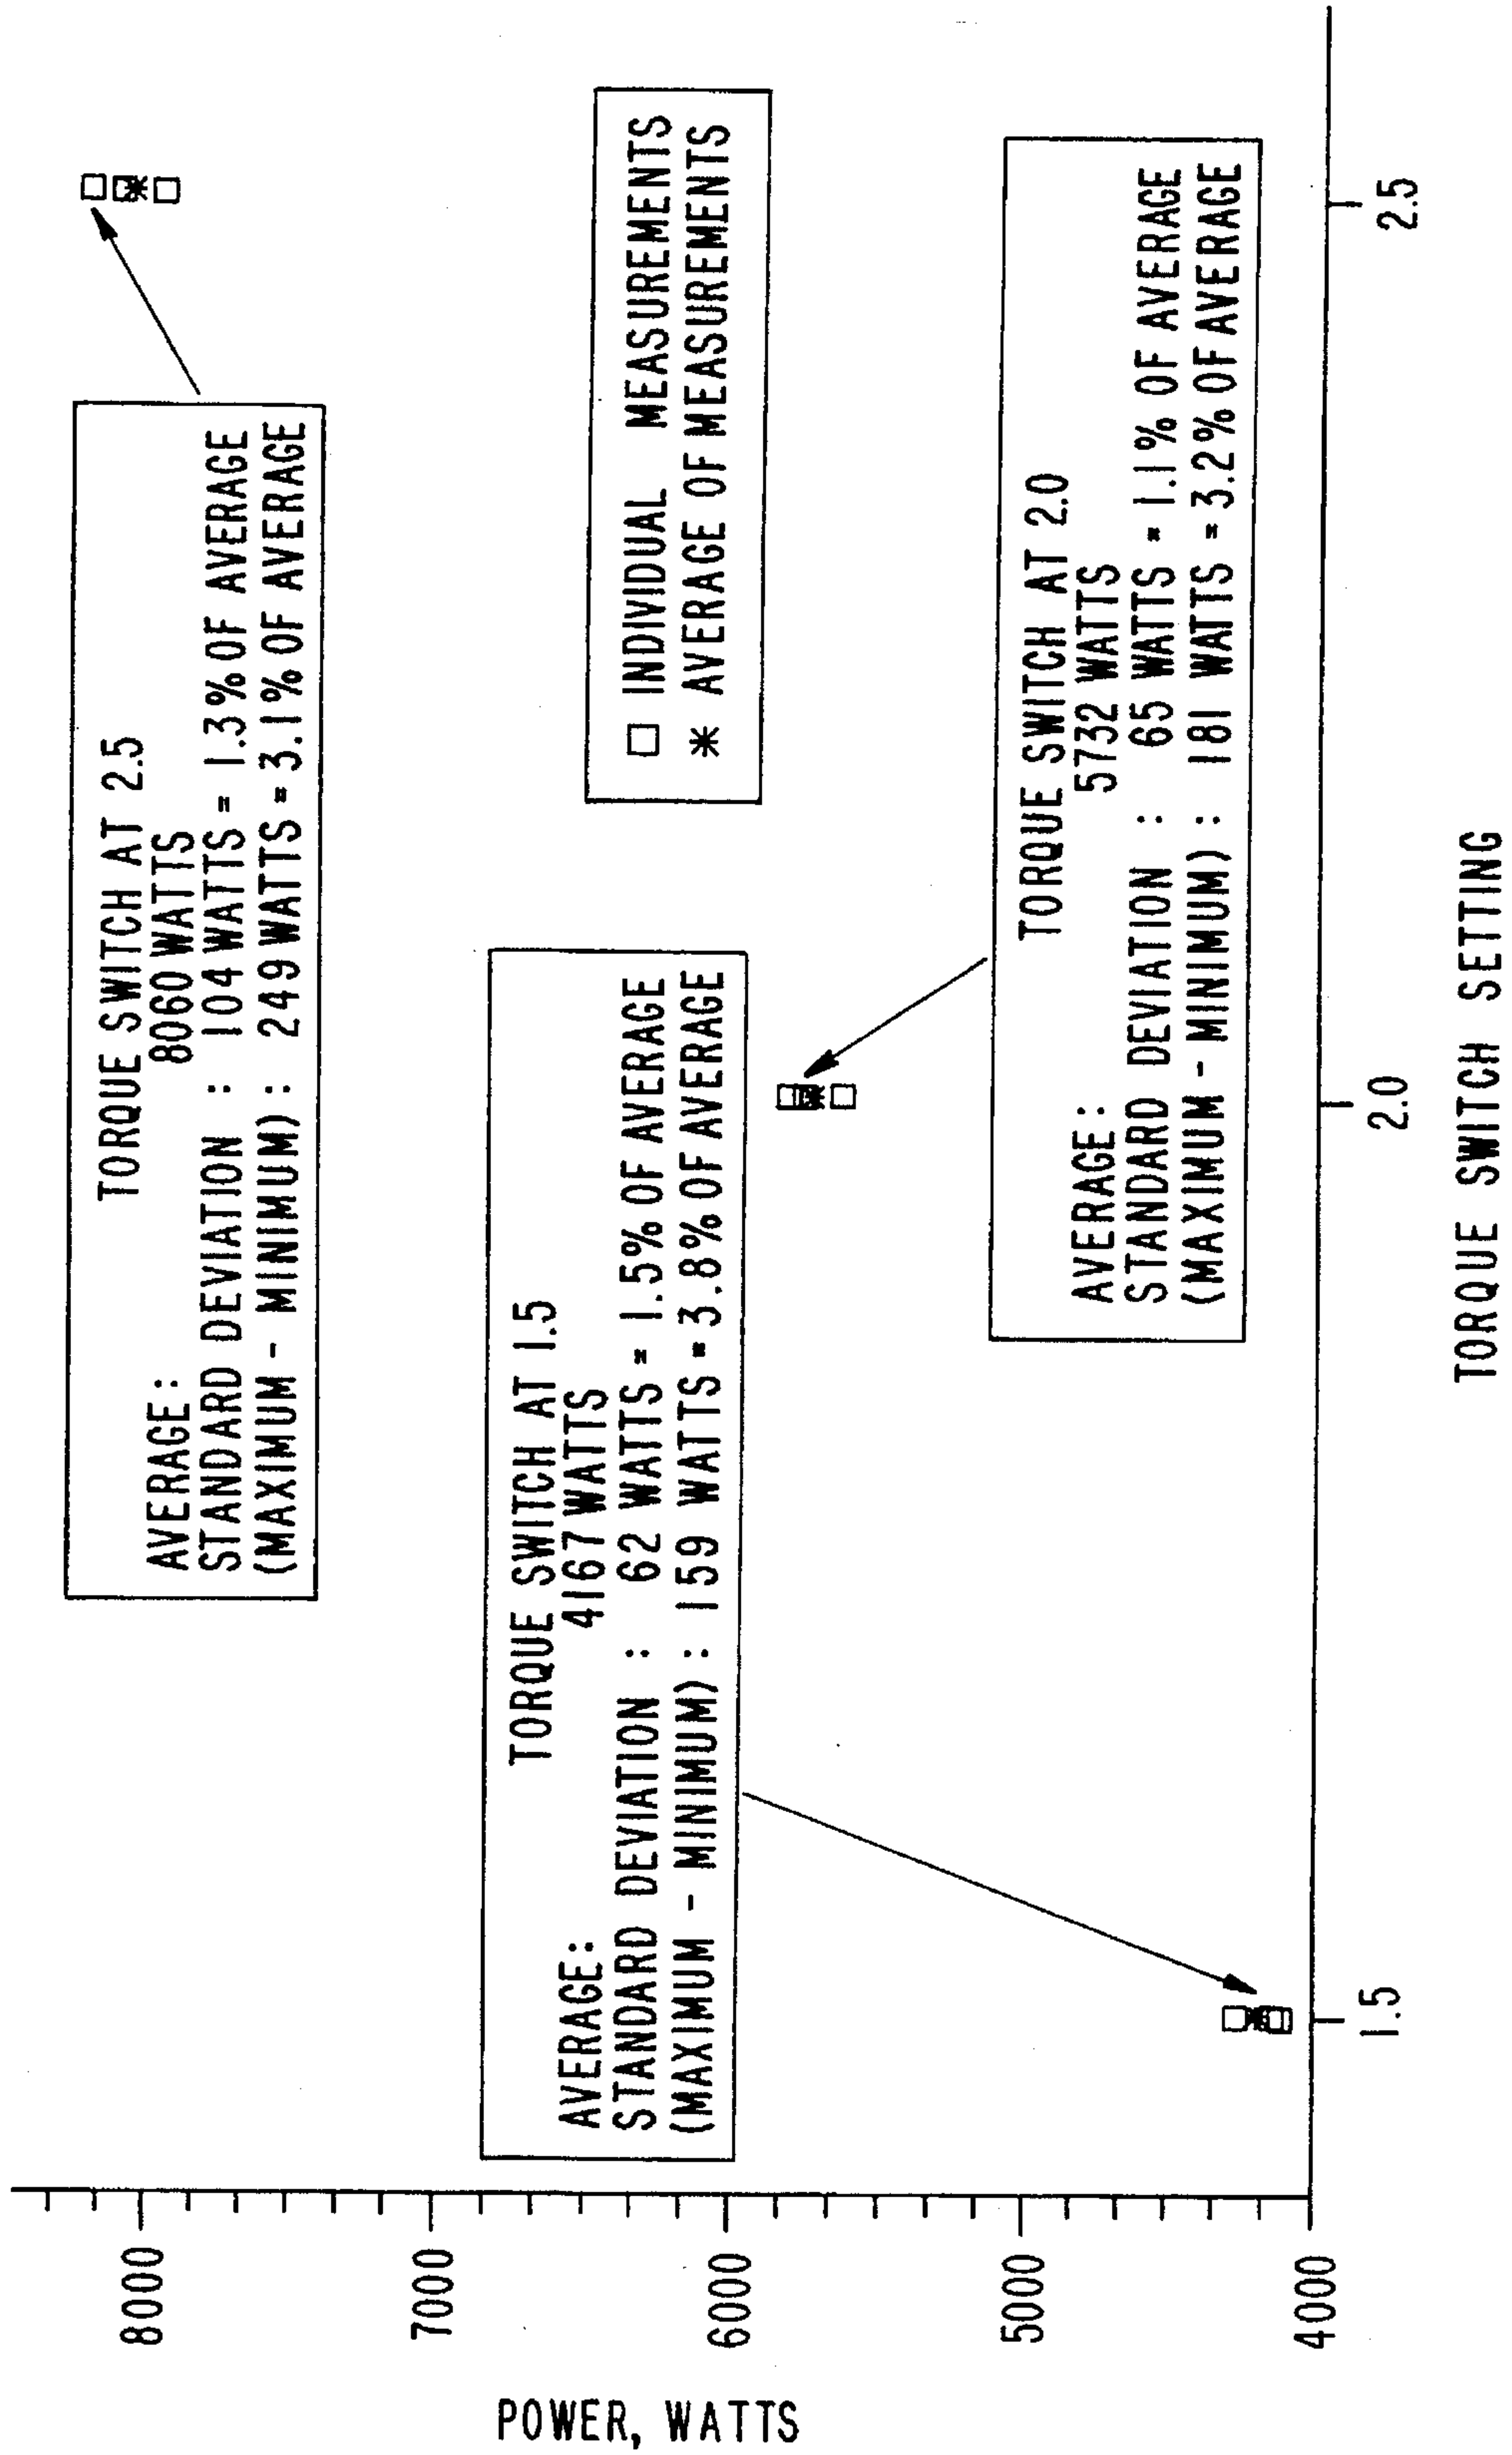 TORQUE SWITCH AT 2.5
AVERAGE: 8060 WATTS
STANDARD DEVIATION : 104 WATTS = 1.3% OF AVERAGE
(MAXIMUM - MINIMUM) : 249 WATTS = 3.1% OF AVERAGE
TORQUE SWITCH AT 1.5
AVERAGE: 4167 WATTS
STANDARD DEVIATION : 62 WATTS = 1.5% OF AVERAGE
(MAXIMUM - MINIMUM) : 159 WATTS = 3.8% OF AVERAGE
□ INDIVIDUAL MEASUREMENTS
* AVERAGE OF MEASUREMENTS
TORQUE SWITCH AT 2.0
AVERAGE: 5732 WATTS
STANDARD DEVIATION : 65 WATTS = 1.1% OF AVERAGE
(MAXIMUM - MINIMUM) : 181 WATTS = 3.2% OF AVERAGE
POWER, WATTS
8000
7000
6000
5000
4000
1.5
2.0
2.5
TORQUE SWITCH SETTING